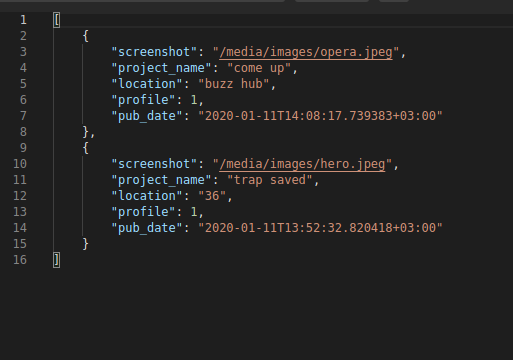 1 [
2 {
3 "screenshot": "/media/images/opera.jpeg",
4 "project_name": "come up",
5 "location": "buzz hub",
6 "profile": 1,
7 "pub_date": "2020-01-11T14:08:17.739383+03:00"
8 },
9 {
10 "screenshot": "/media/images/hero.jpeg",
11 "project_name": "trap saved",
12 "location": "36",
13 "profile": 1,
14 "pub_date": "2020-01-11T13:52:32.820418+03:00"
15 }
16 ]